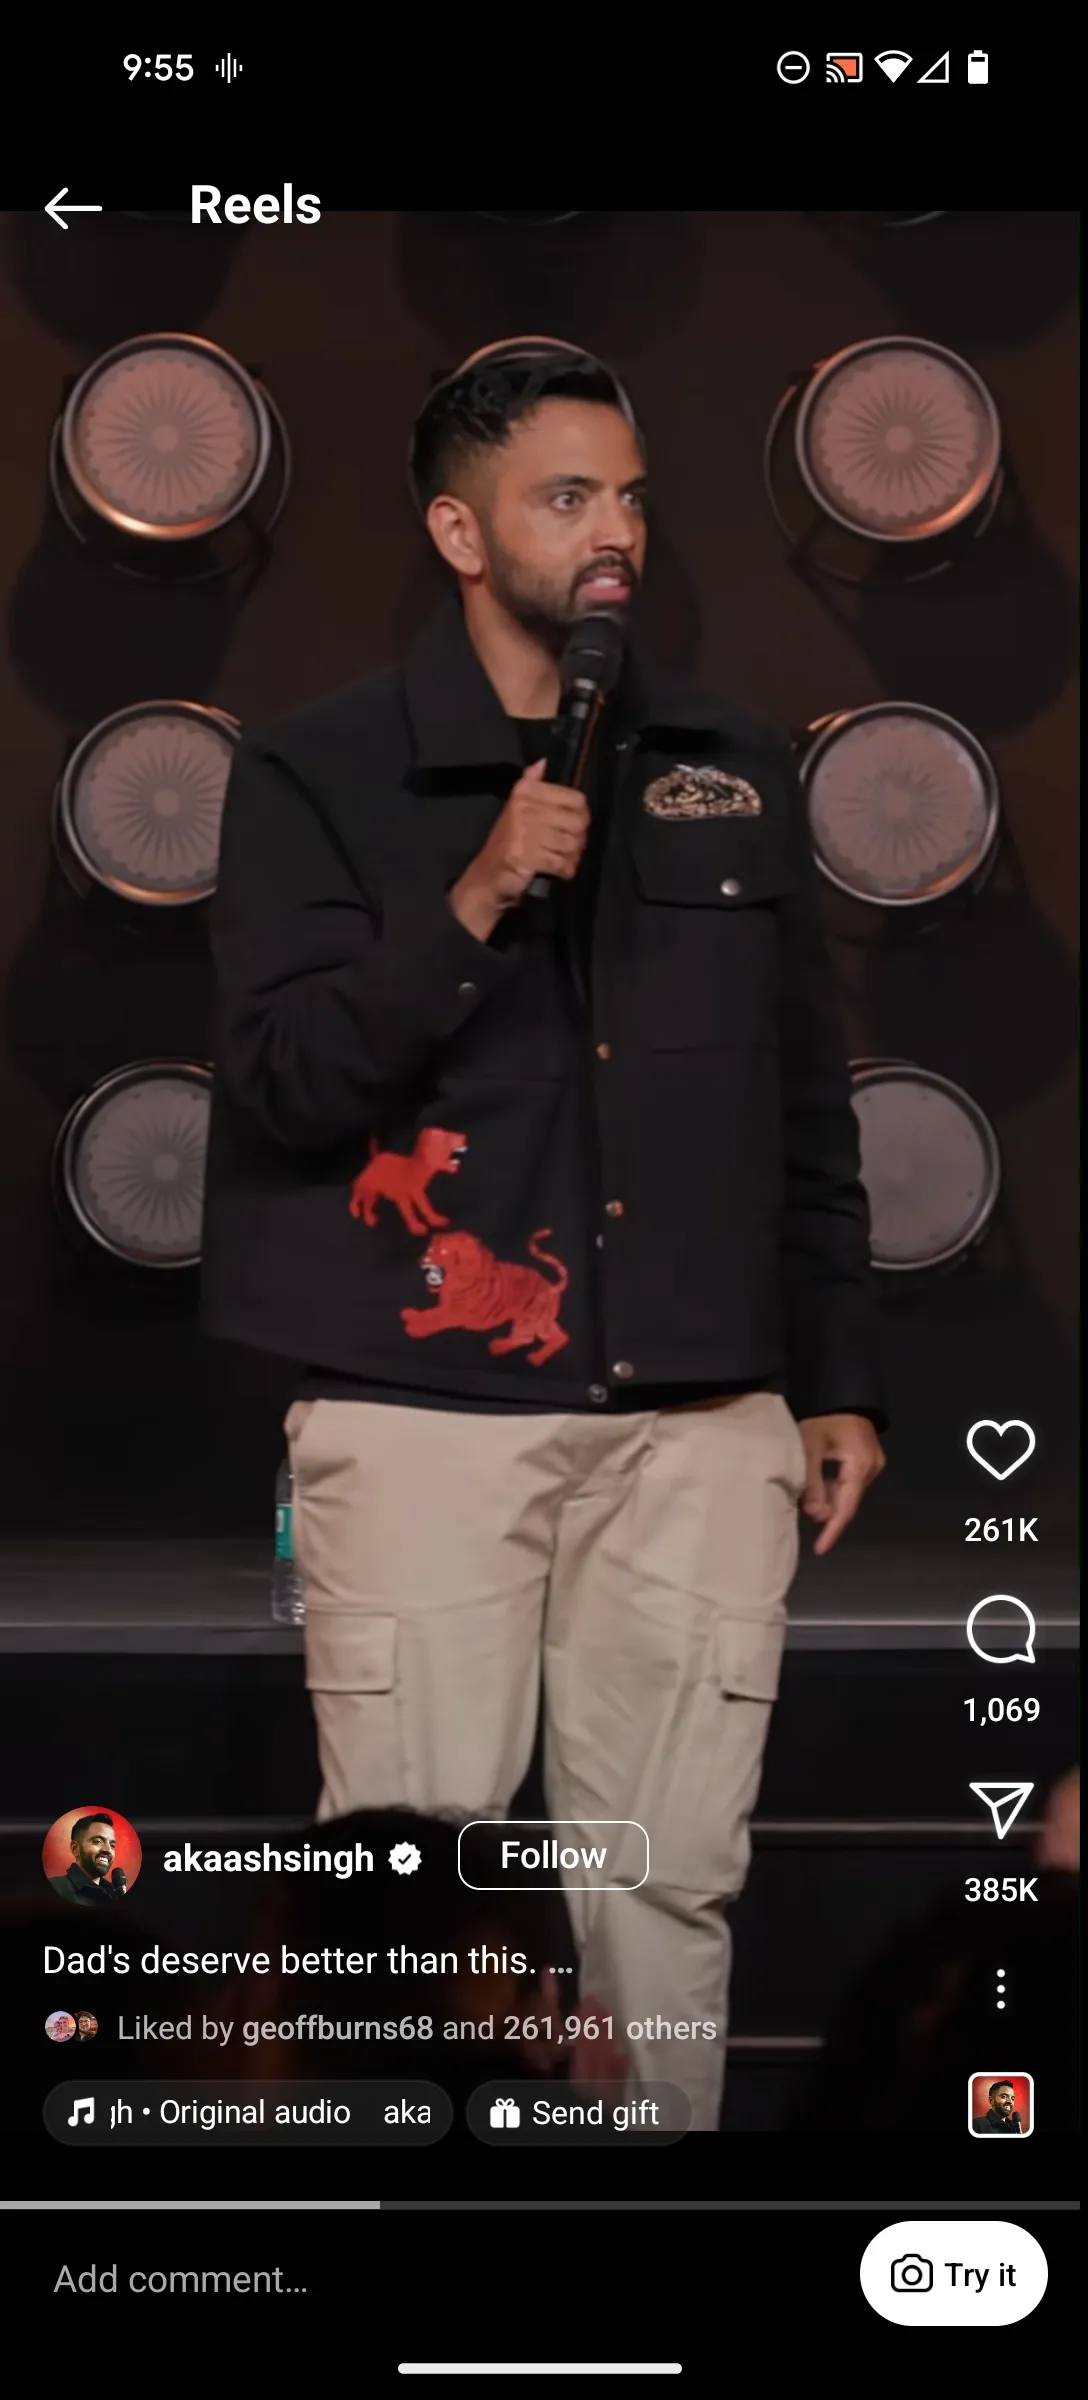 9:55
Reels
261K
1,069
385K
akaashsingh
Follow
Dad's deserve better than this. ...
Liked by geoffburns68 and 261,961 others
gh • Original audio aka
Send gift
Add comment...
Try it